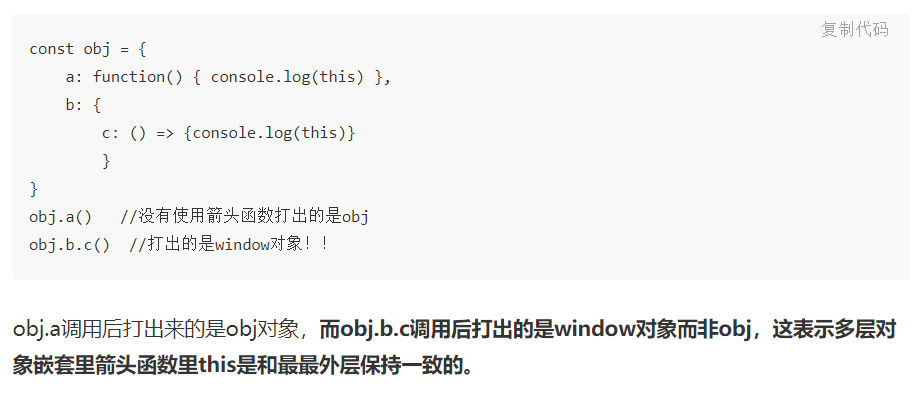 复制代码
const obj = {
    a: function() { console.log(this) },
    b: {
        c: () => {console.log(this)}
        }
}
obj.a()   //没有使用箭头函数打出的是obj
obj.b.c()  //打出的是window对象！！
obj.a调用后打出来的是obj对象，而obj.b.c调用后打出的是window对象而非obj，这表示多层对
象嵌套里箭头函数里this是和最最外层保持一致的。